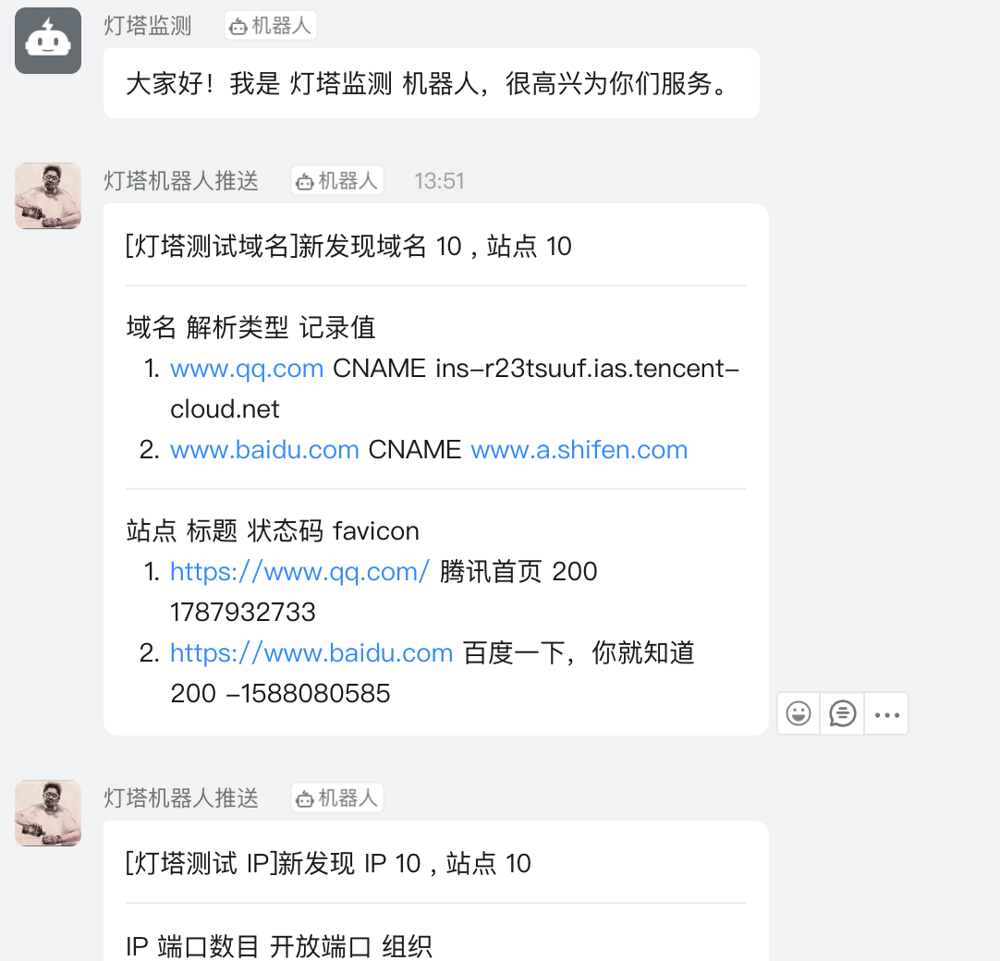 灯塔监测 机器人
大家好！我是 灯塔监测 机器人，很高兴为你们服务。
灯塔机器人推送 机器人 13:51
[灯塔测试域名]新发现域名 10 , 站点 10
域名 解析类型 记录值
1. www.qq.com CNAME ins-r23tsuuf.ias.tencent-
cloud.net
2. www.baidu.com CNAME www.a.shifen.com
站点 标题 状态码 favicon
1. https://www.qq.com/ 腾讯首页 200
1787932733
2. https://www.baidu.com 百度一下，你就知道
200 -1588080585
灯塔机器人推送 机器人
[灯塔测试 IP]新发现 IP 10 , 站点 10
IP 端口数目 开放端口 组织